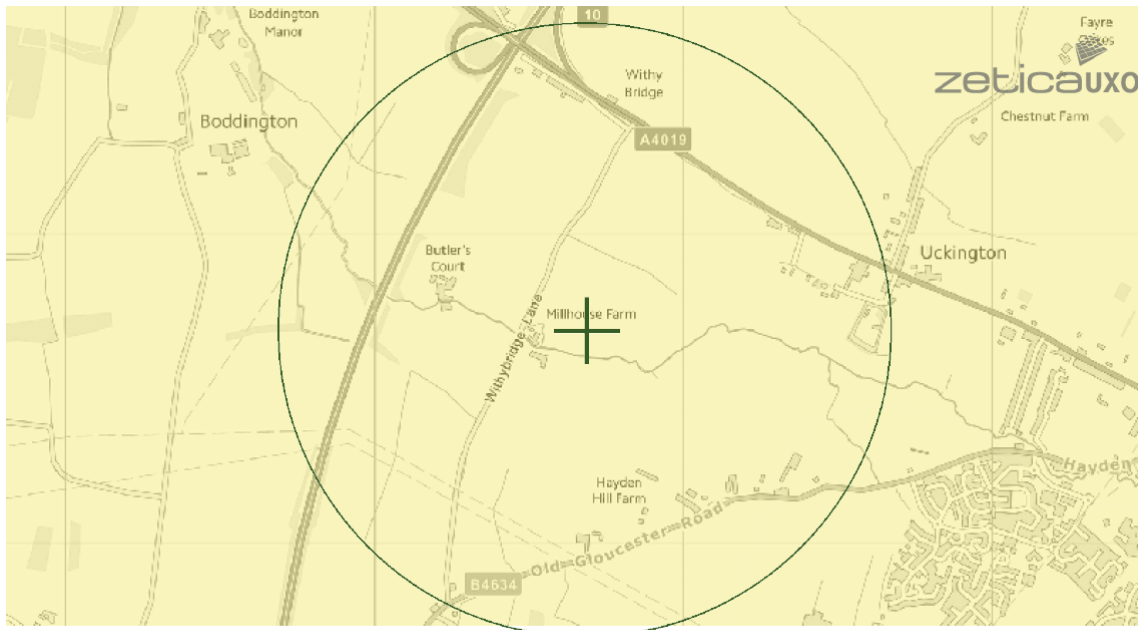 Boddington
Manor
10
Fayre
zeticauxo
Withy
Bridge
Boddington
A4019
Chestnut Farm
Butler's
Court
Uckington
Millhouse Farm
Withybridge Lane
Hayden
Hayden
Hill Farm
Old Gloucester Road
B4634